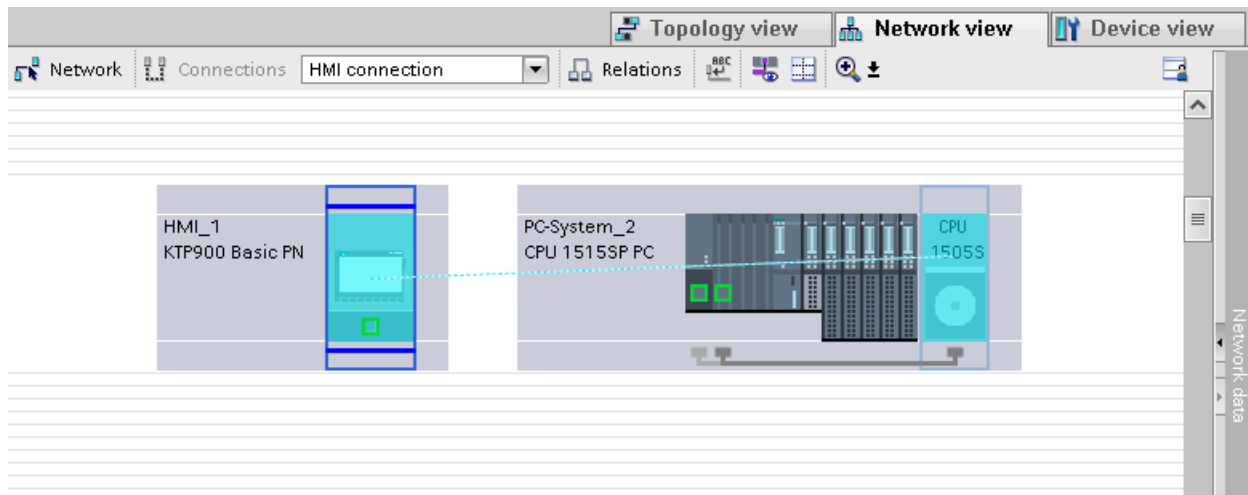 Topology view
Network view
Device view
Network
Connections
HMI connection
Relations
ABC
HMI_1
KTP900 Basic PN
PC-System_2
CPU 1515SP PC
CPU
1505S
Network data